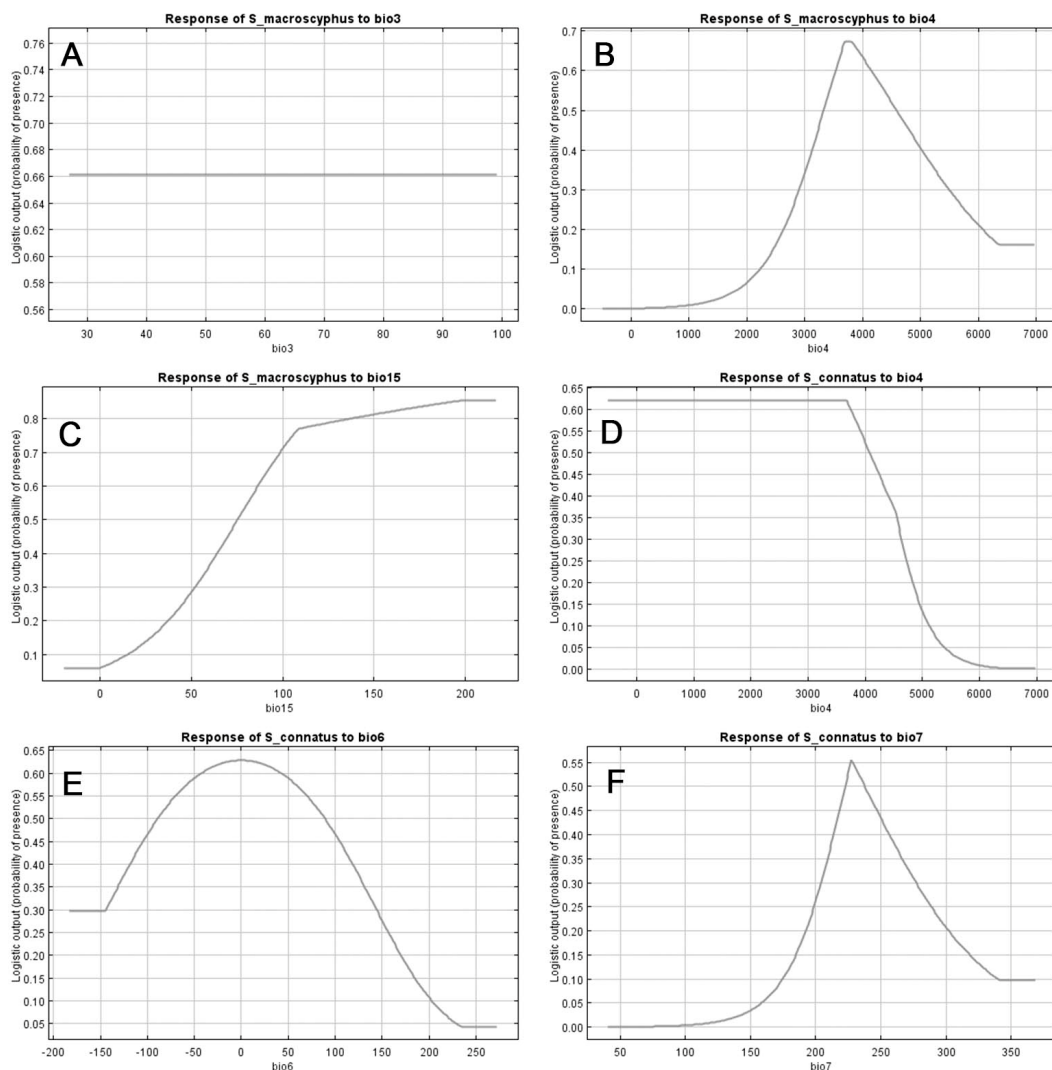 Response of S_macroscyphus to bio3
A
Logistic output (probability of presence)
0.76
0.74
0.72
0.70
0.68
0.66
0.64
0.62
0.60
0.58
0.56
30 40 50 60 70 80 90 100
bio3
Response of S_macroscyphus to bio4
B
Logistic output (probability of presence)
0.7
0.6
0.5
0.4
0.3
0.2
0.1
0.0
0 1000 2000 3000 4000 5000 6000 7000
bio4
Response of S_macroscyphus to bio15
C
Logistic output (probability of presence)
0.8
0.7
0.6
0.5
0.4
0.3
0.2
0.1
0 50 100 150 200
bio15
Response of S_connatus to bio4
D
Logistic output (probability of presence)
0.65
0.60
0.55
0.50
0.45
0.40
0.35
0.30
0.25
0.20
0.15
0.10
0.05
0.00
0 1000 2000 3000 4000 5000 6000 7000
bio4
Response of S_connatus to bio6
E
Logistic output (probability of presence)
0.65
0.60
0.55
0.50
0.45
0.40
0.35
0.30
0.25
0.20
0.15
0.10
0.05
-200 -150 -100 -50 0 50 100 150 200 250
bio6
Response of S_connatus to bio7
F
Logistic output (probability of presence)
0.55
0.50
0.45
0.40
0.35
0.30
0.25
0.20
0.15
0.10
0.05
0.00
50 100 150 200 250 300 350
bio7